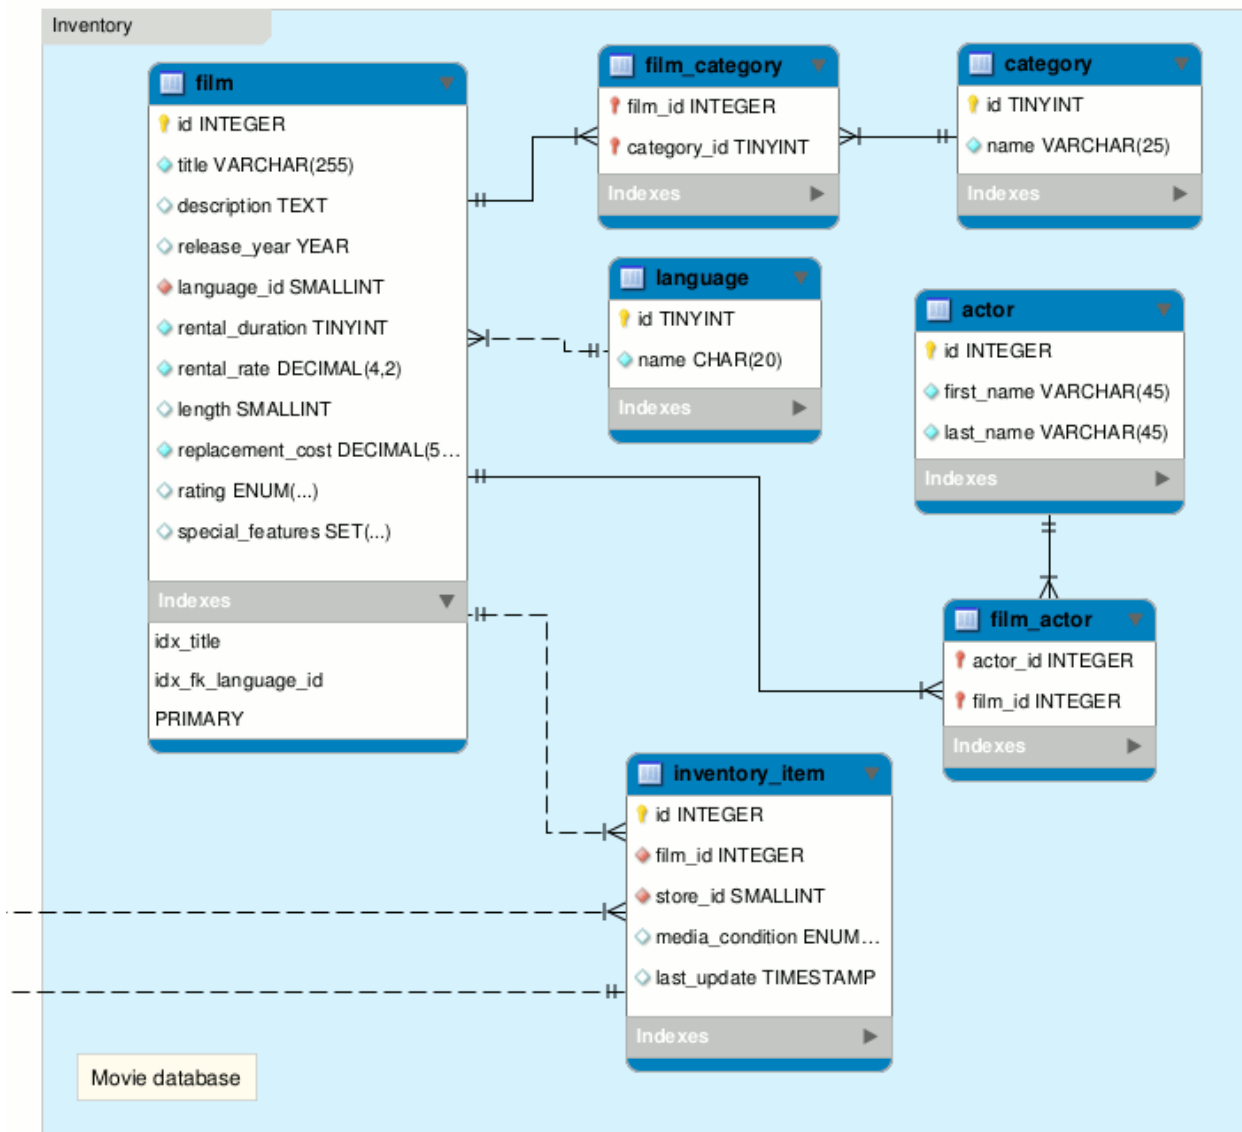 Inventory
film
id INTEGER
title VARCHAR(255)
description TEXT
release_year YEAR
language_id SMALLINT
rental_duration TINYINT
rental_rate DECIMAL(4,2)
length SMALLINT
replacement_cost DECIMAL(5...
rating ENUM(...)
special_features SET(...)
Indexes
idx_title
idx_fk_language_id
PRIMARY
film_category
film_id INTEGER
category_id TINYINT
Indexes
category
id TINYINT
name VARCHAR(25)
Indexes
language
id TINYINT
name CHAR(20)
Indexes
actor
id INTEGER
first_name VARCHAR(45)
last_name VARCHAR(45)
Indexes
film_actor
actor_id INTEGER
film_id INTEGER
Indexes
inventory_item
id INTEGER
film_id INTEGER
store_id SMALLINT
media_condition ENUM...
last_update TIMESTAMP
Indexes
Movie database